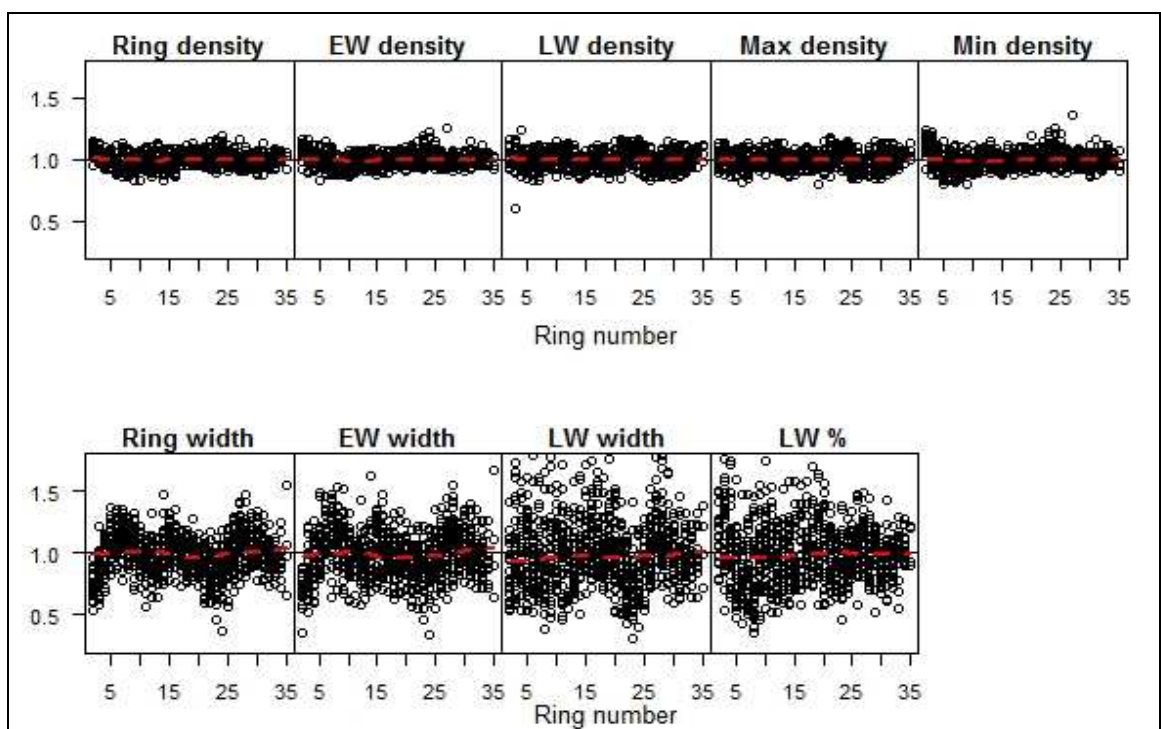 Ring density EW density LW density Max density Min density
1.5
1.0
0.5
5 15 25 35 5 15 25 35 5 15 25 35 5 15 25 35 5 15 25 35
Ring number
Ring width EW width LW width LW %
1.5
1.0
0.5
5 15 25 35 5 15 25 35 5 15 25 35 5 15 25 35
Ring number